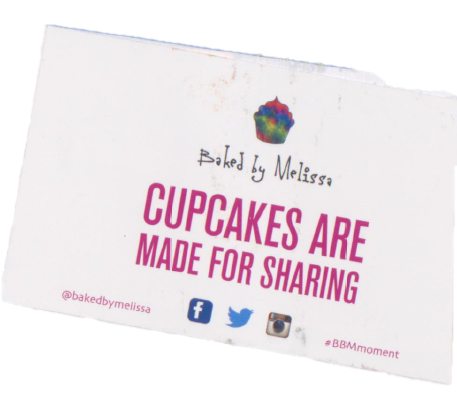 Baked by Melissa
CUPCAKES ARE
MADE FOR SHARING
@bakedbymelissa
#BBMmoment